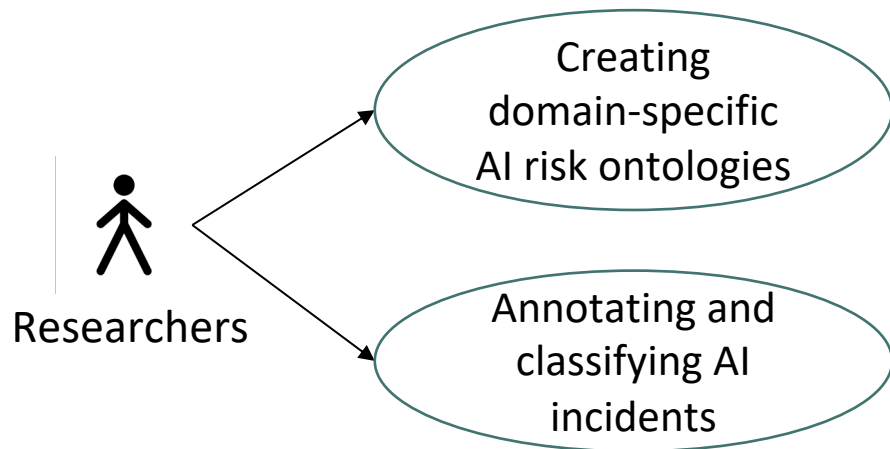 Creating
domain-specific
AI risk ontologies
Researchers
Annotating and
classifying AI
incidents